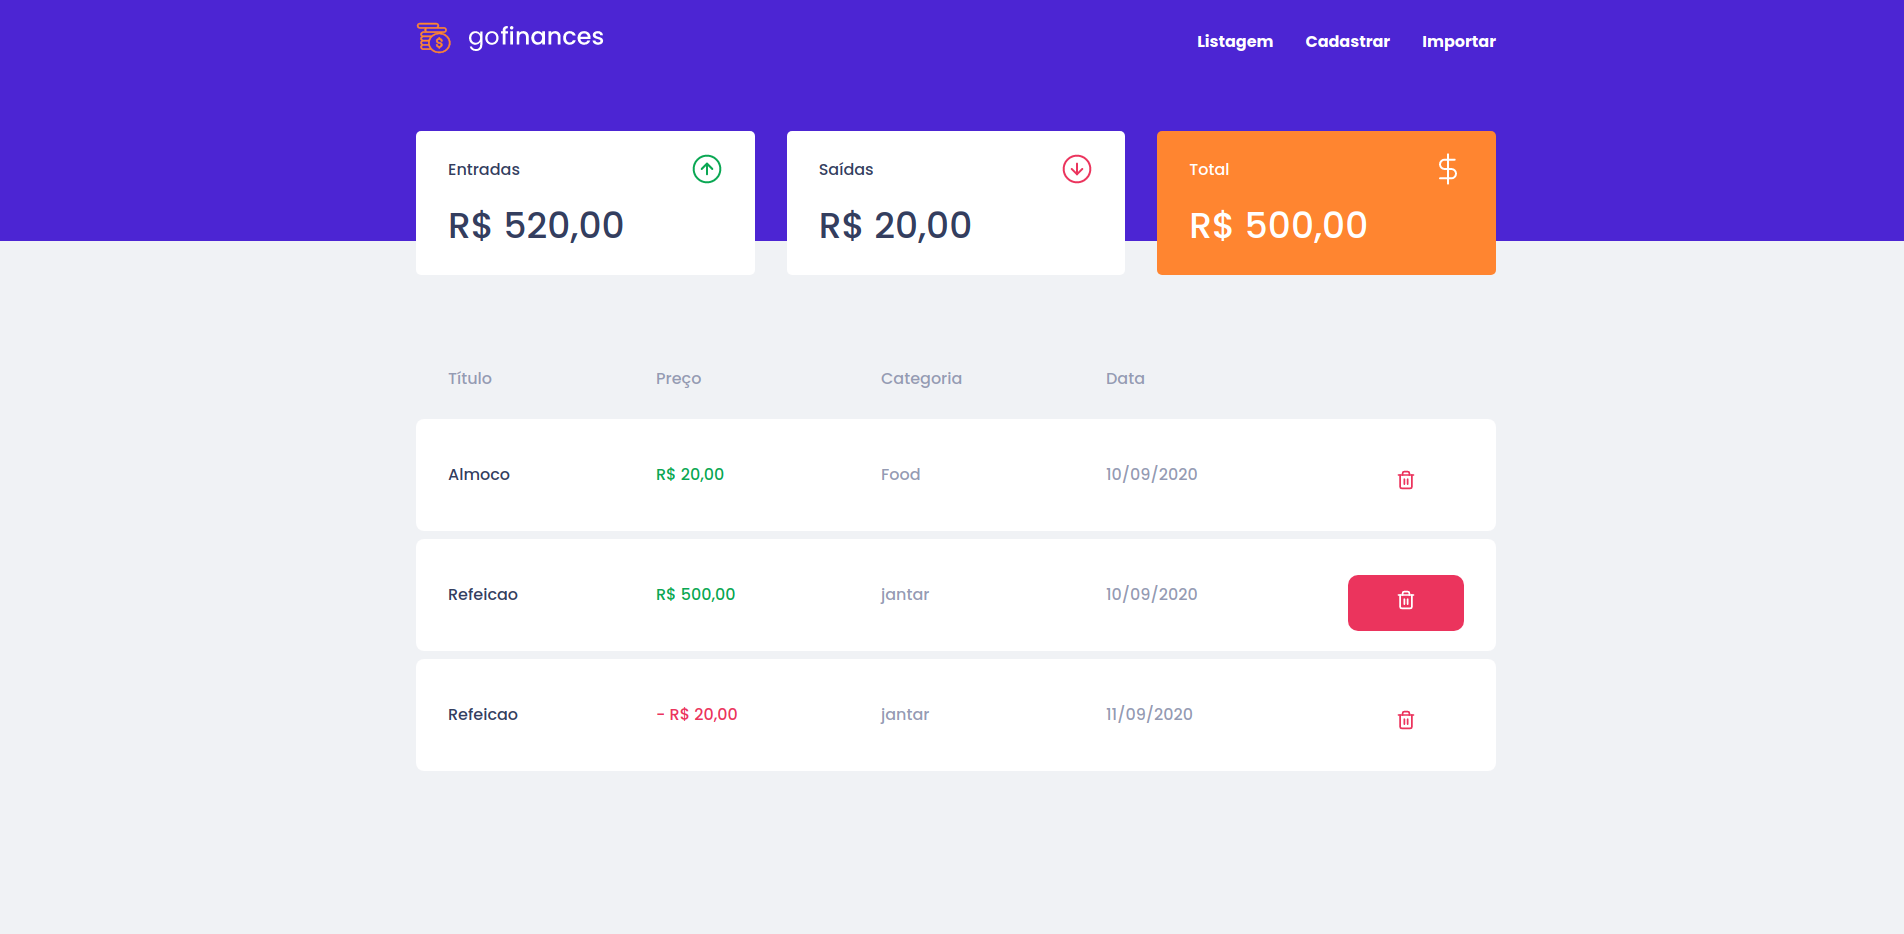 gofinances
Listagem Cadastrar Importar
Entradas
R$ 520,00
Saídas
R$ 20,00
Total
R$ 500,00
Título Preço Categoria Data
Almoco R$ 20,00 Food 10/09/2020
Refeicao R$ 500,00 jantar 10/09/2020
Refeicao - R$ 20,00 jantar 11/09/2020